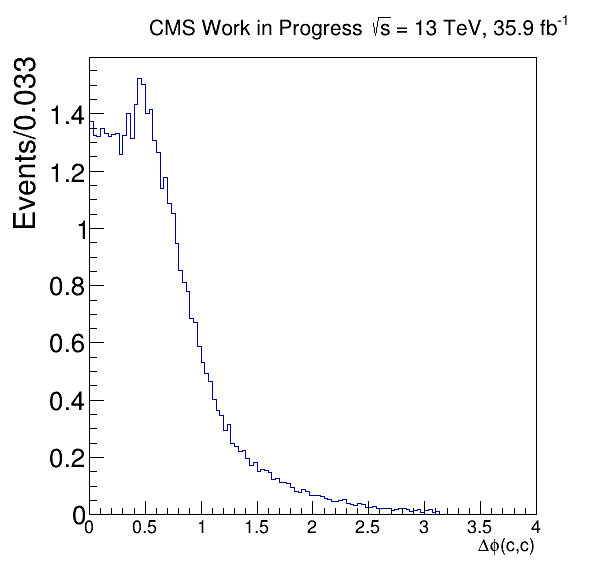 CMS Work in Progress √s = 13 TeV, 35.9 fb⁻¹
Events/0.033
1.4
1.2
1
0.8
0.6
0.4
0.2
0
0 0.5 1 1.5 2 2.5 3 3.5 4
Δϕ(c,c)